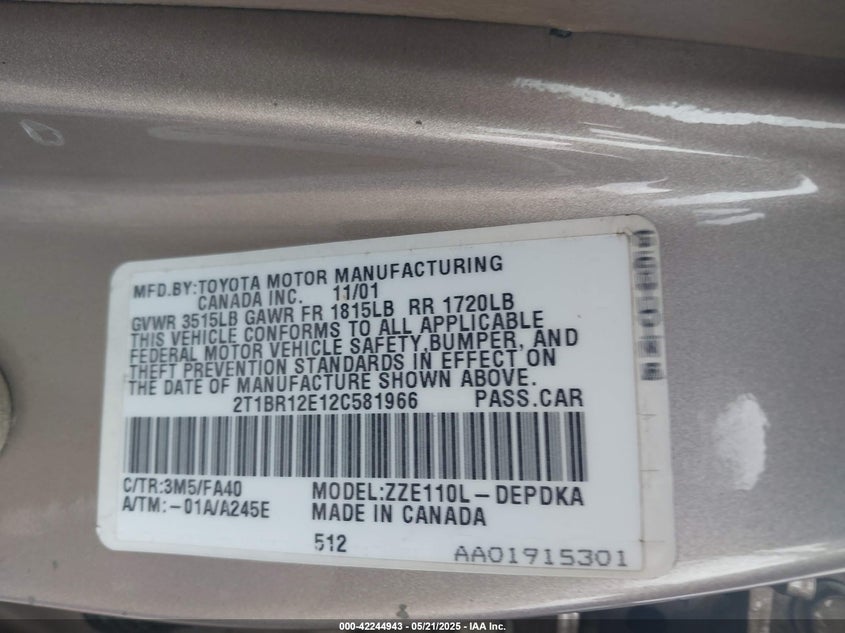 MFD.BY:TOYOTA MOTOR MANUFACTURING
CANADA INC. 11/01
GVWR 3515LB GAWR FR 1815LB RR 1720LB
THIS VEHICLE CONFORMS TO ALL APPLICABLE
FEDERAL MOTOR VEHICLE SAFETY,BUMPER, AND
THEFT PREVENTION STANDARDS IN EFFECT ON
THE DATE OF MANUFACTURE SHOWN ABOVE.
2T1BR12E12C581966 PASS.CAR
C/TR:3M5/FA40 MODEL:ZZE110L-DEPDKA
A/TM:-01A/A245E MADE IN CANADA
512 AA01915301
000-42244943 - 05/21/2025 - IAA Inc.